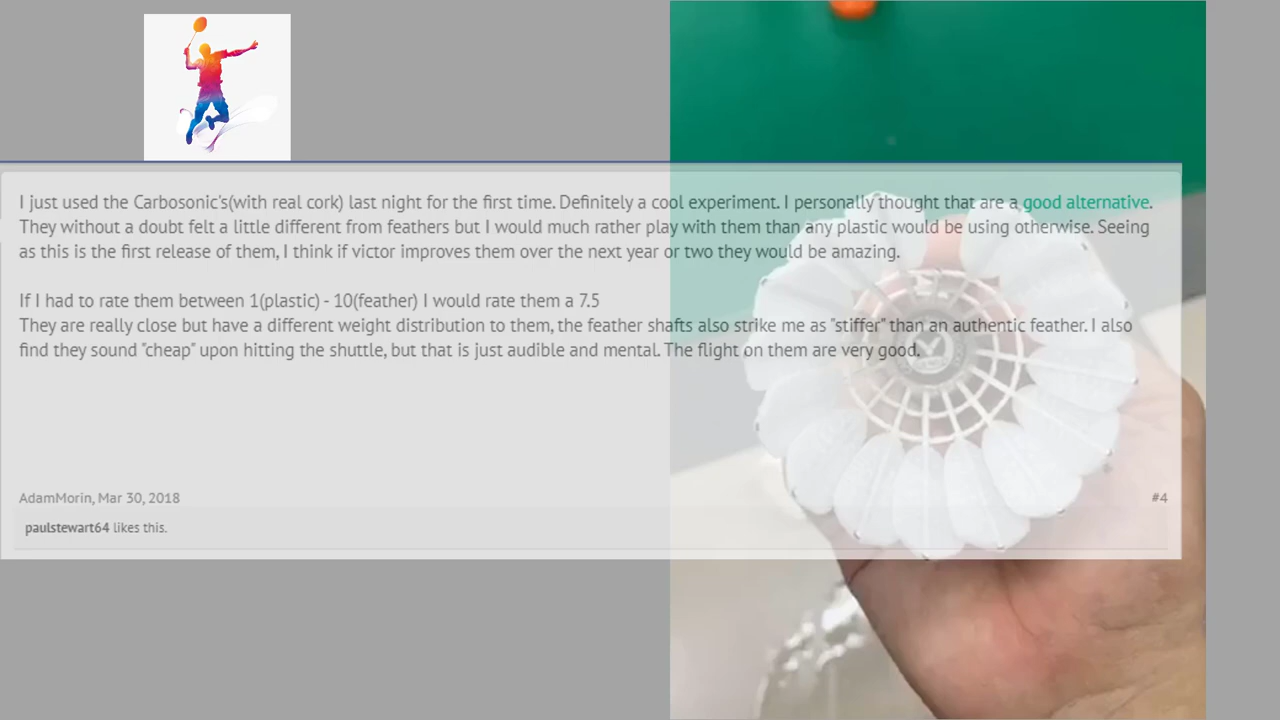 I just used the Carbosonic's(with real cork) last night for the first time. Definitely a cool experiment. I personally thought that are a good alternative.
They without a doubt felt a little different from feathers but I would much rather play with them than any plastic would be using otherwise. Seeing
as this is the first release of them, I think if victor improves them over the next year or two they would be amazing.
If I had to rate them between 1(plastic) - 10(feather) I would rate them a 7.5
They are really close but have a different weight distribution to them, the feather shafts also strike me as "stiffer" than an authentic feather. I also
find they sound "cheap" upon hitting the shuttle, but that is just audible and mental. The flight on them are very good.
AdamMorin, Mar 30, 2018
#4
paulstewart64 likes this.